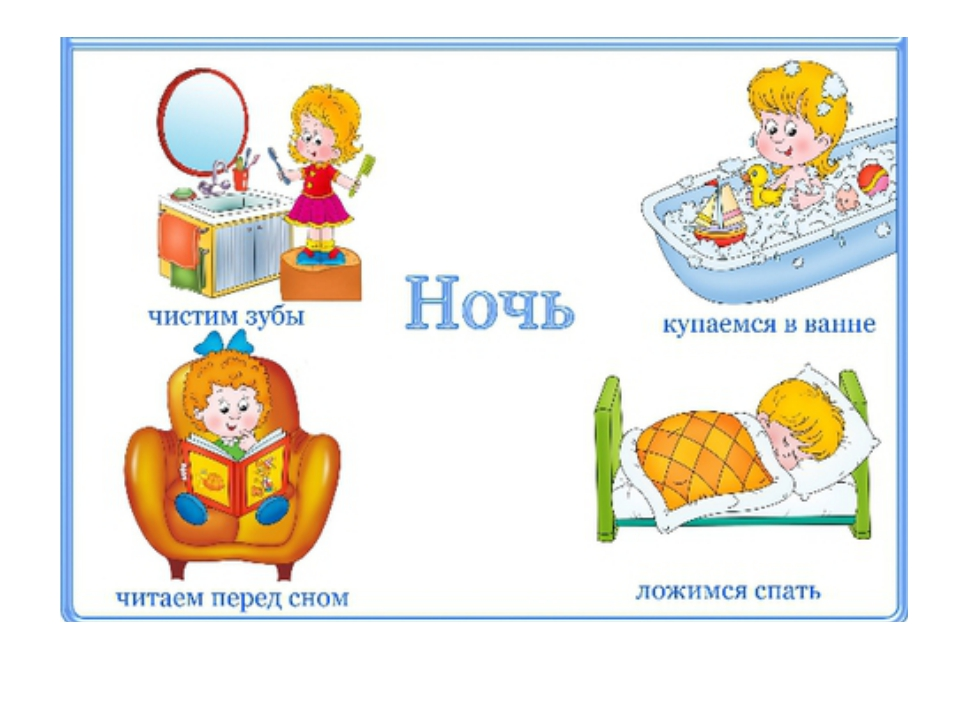 чистим зубы
Ночь
купаемся в ванне
читаем перед сном
ложимся спать